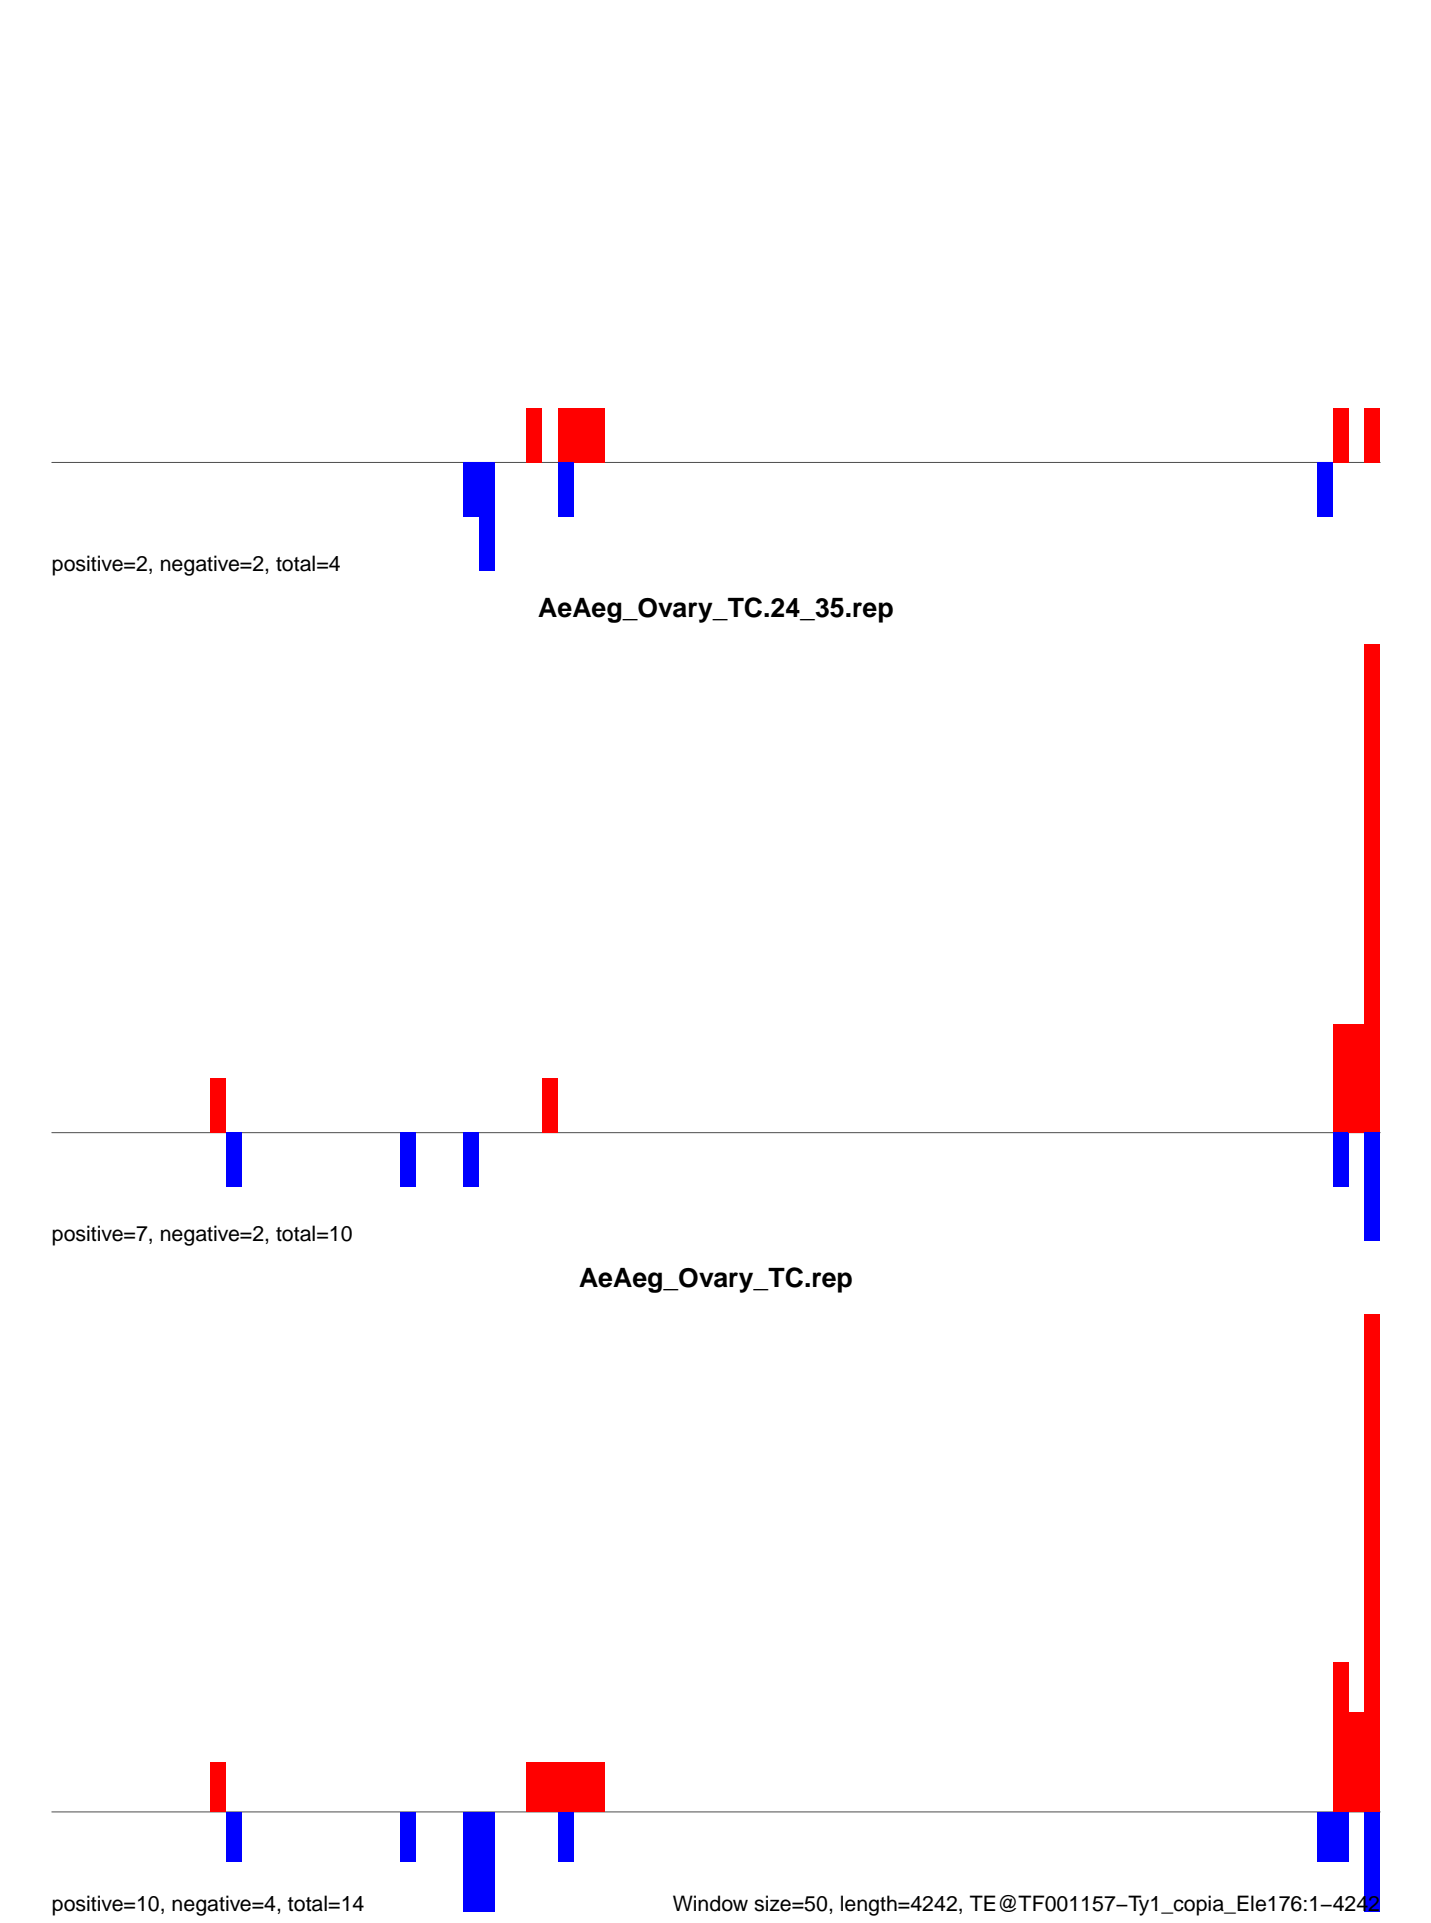 positive=2, negative=2, total=4
AeAeg_Ovary_TC.24_35.rep
positive=7, negative=2, total=10
AeAeg_Ovary_TC.rep
positive=10, negative=4, total=14
Window size=50, length=4242, TE@TF001157−Ty1_copia_Ele176:1−4242